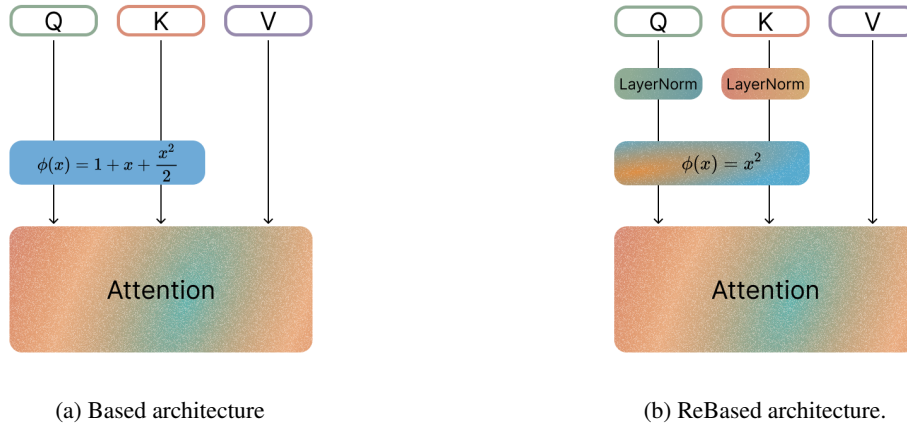 Q K V
ϕ(x) = 1 + x + x²/2
Attention
(a) Based architecture
Q K V
LayerNorm LayerNorm
ϕ(x) = x²
Attention
(b) ReBased architecture.